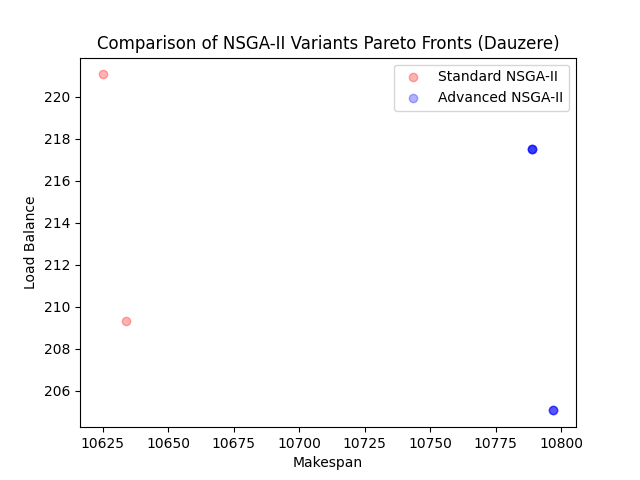 Comparison of NSGA-II Variants Pareto Fronts (Dauzere)
Standard NSGA-II
Advanced NSGA-II
220
218
216
214
212
210
208
206
Load Balance
10625 10650 10675 10700 10725 10750 10775 10800
Makespan